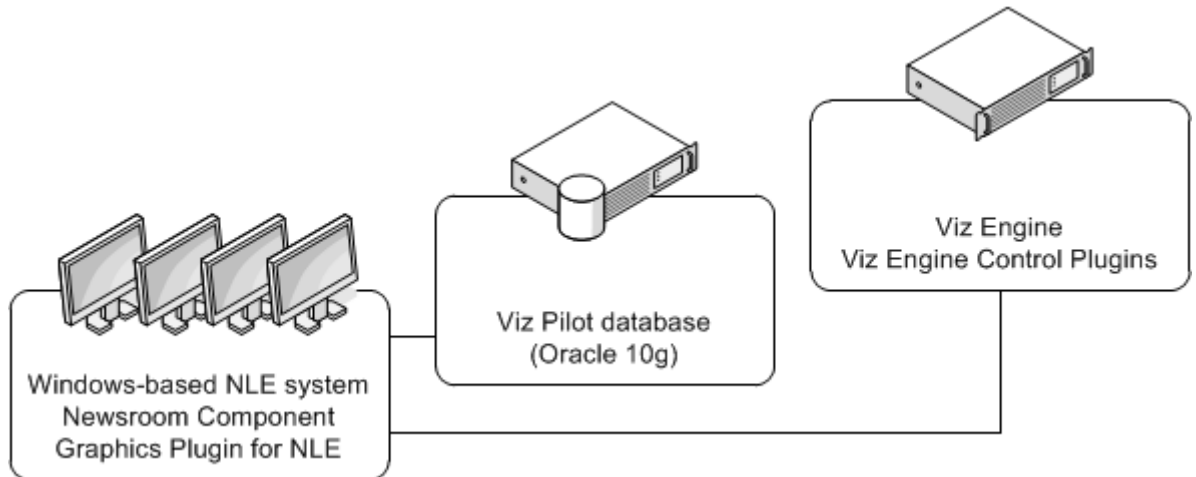 Windows-based NLE system
Newsroom Component
Graphics Plugin for NLE
Viz Pilot database
(Oracle 10g)
Viz Engine
Viz Engine Control Plugins